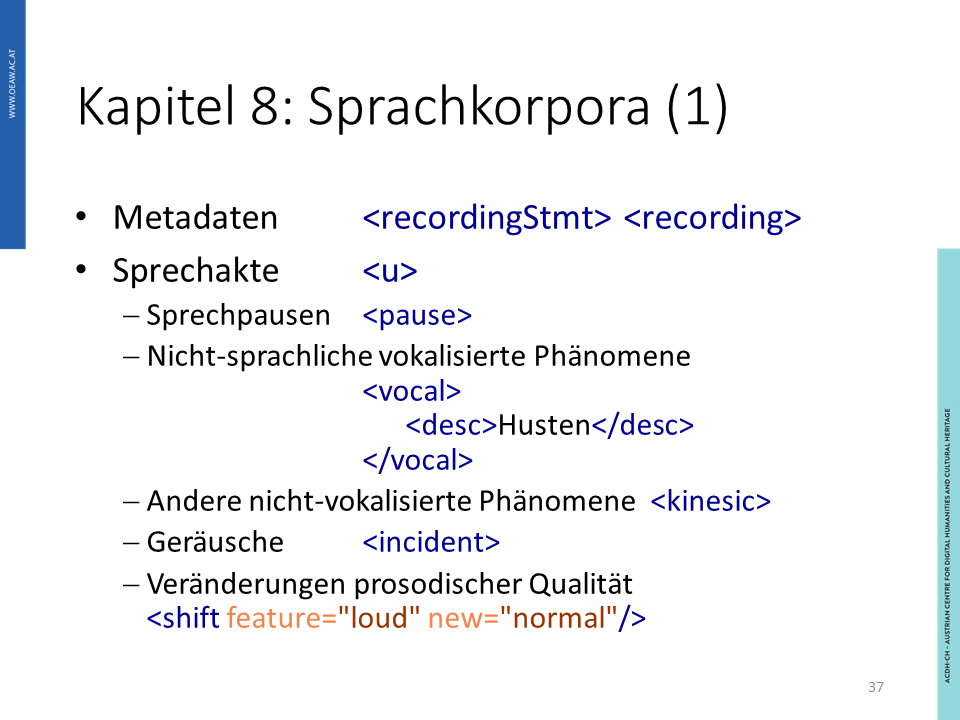 WWW.OEAW.AC.AT
Kapitel 8: Sprachkorpora (1)
• Metadaten <recordingStmt> <recording>
• Sprechakte <u>
– Sprechpausen <pause>
– Nicht-sprachliche vokalisierte Phänomene
<vocal>
<desc>Husten</desc>
</vocal>
– Andere nicht-vokalisierte Phänomene <kinesic>
– Geräusche <incident>
– Veränderungen prosodischer Qualität
<shift feature="loud" new="normal"/>
ACDH-CH – AUSTRIAN CENTRE FOR DIGITAL HUMANITIES AND CULTURAL HERITAGE
37